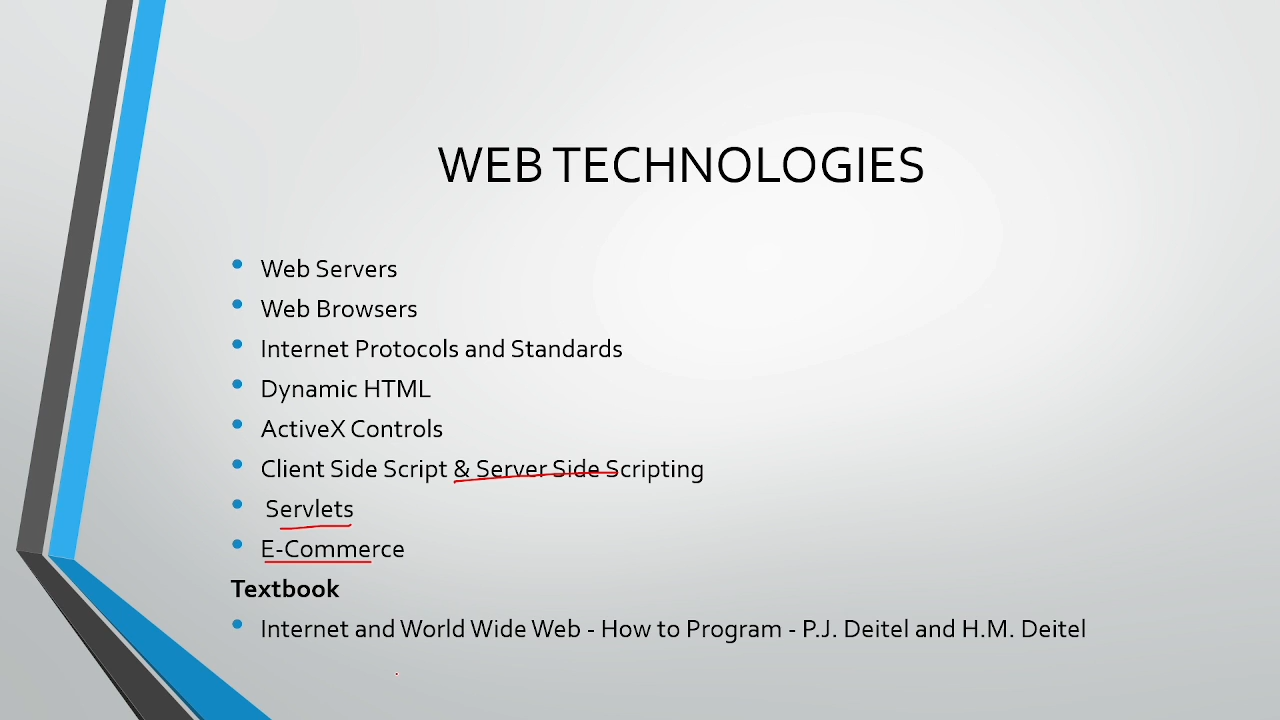 WEB TECHNOLOGIES
• Web Servers
• Web Browsers
• Internet Protocols and Standards
• Dynamic HTML
• ActiveX Controls
• Client Side Script & Server Side Scripting
• Servlets
• E-Commerce
Textbook
• Internet and World Wide Web - How to Program - P.J. Deitel and H.M. Deitel